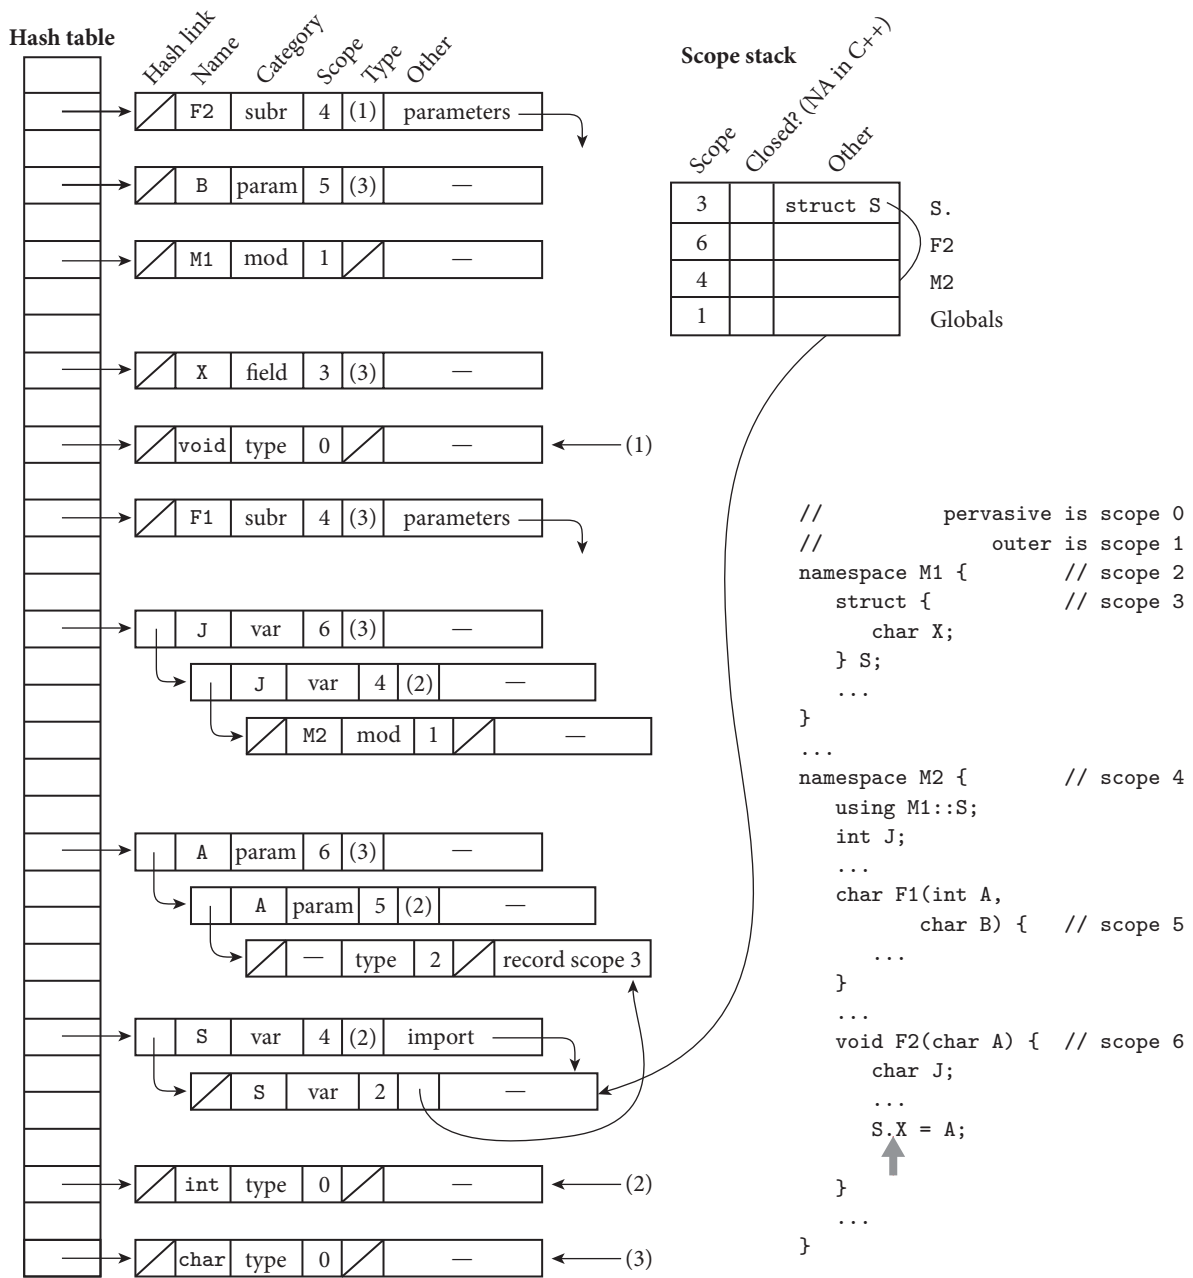 Hash table
Hash link
Name
Category
Scope
Type
Other
F2 subr 4 (1) parameters
B param 5 (3) —
M1 mod 1 —
X field 3 (3) —
void type 0 — (1)
F1 subr 4 (3) parameters
J var 6 (3) —
J var 4 (2) —
M2 mod 1 —
A param 6 (3) —
A param 5 (2) —
— type 2 record scope 3
S var 4 (2) import
S var 2 —
int type 0 — (2)
char type 0 — (3)
Scope stack
Scope
Closed? (NA in C++)
Other
3 struct S S.
6 F2
4 M2
1 Globals
// pervasive is scope 0
// outer is scope 1
namespace M1 { // scope 2
struct { // scope 3
char X;
} S;
...
}
...
namespace M2 { // scope 4
using M1::S;
int J;
...
char F1(int A,
char B) { // scope 5
...
}
...
void F2(char A) { // scope 6
char J;
...
S.X = A;
}
...
}